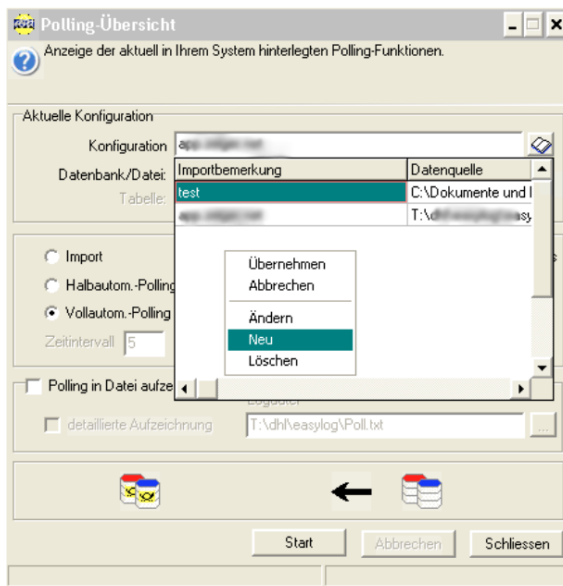 Polling-Übersicht
Anzeige der aktuell in Ihrem System hinterlegten Polling-Funktionen.
Aktuelle Konfiguration
Konfiguration
Datenbank/Datei:
Importbemerkung Datenquelle
test C:\Dokumente und
Tabelle:
T:\
Import
Halbautom.-Polling
Vollautom.-Polling
Zeitintervall 5
Übernehmen
Abbrechen
Ändern
Neu
Löschen
Polling in Datei aufze
detaillierte Aufzeichnung T:\dhl\easylog\Poll.txt ...
Start Abbrechen Schliessen